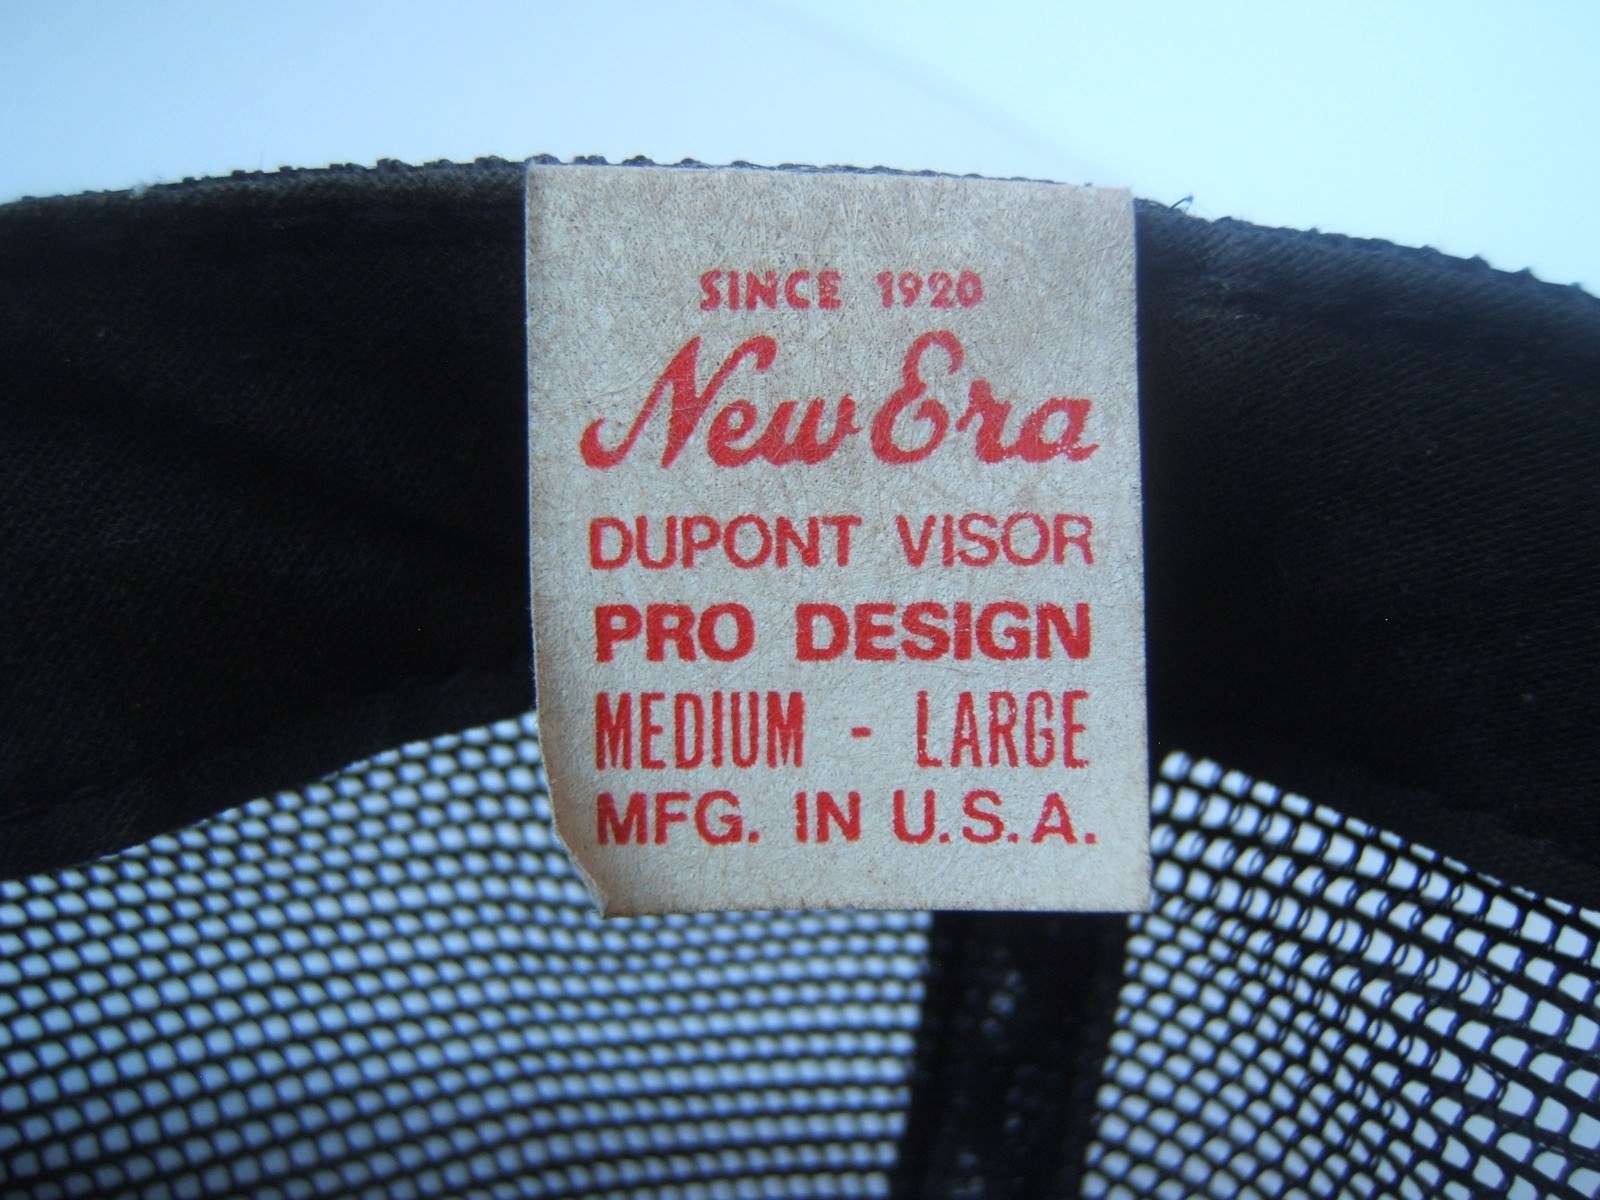 SINCE 1920
New Era
DUPONT VISOR
PRO DESIGN
MEDIUM - LARGE
MFG. IN U.S.A.